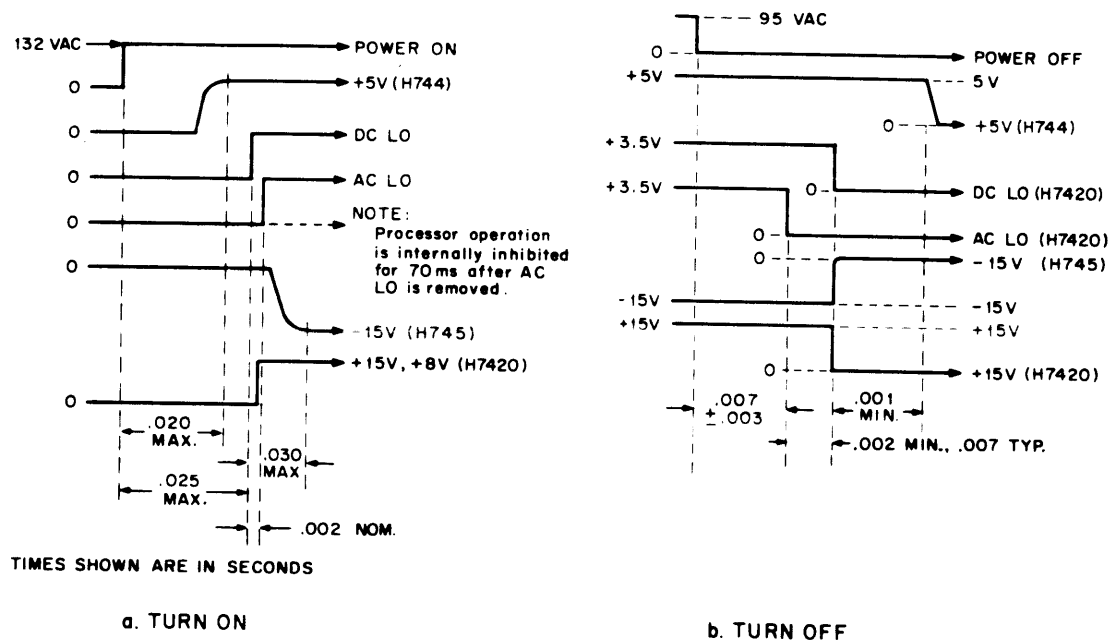 132 VAC
POWER ON
0
+5V (H744)
0
DC LO
0
AC LO
0
NOTE:
Processor operation
is internally inhibited
for 70ms after AC
LO is removed.
0
-15V (H745)
+15V, +8V (H7420)
0
.020
MAX.
.030
MAX
.025
MAX.
.002 NOM.
TIMES SHOWN ARE IN SECONDS
a. TURN ON
95 VAC
0
POWER OFF
+5V
5V
0
+5V (H744)
+3.5V
0
DC LO (H7420)
+3.5V
0
AC LO (H7420)
0
-15V (H745)
-15V
-15V
+15V
+15V
0
+15V (H7420)
.007
±.003
.001
MIN.
.002 MIN., .007 TYP.
b. TURN OFF